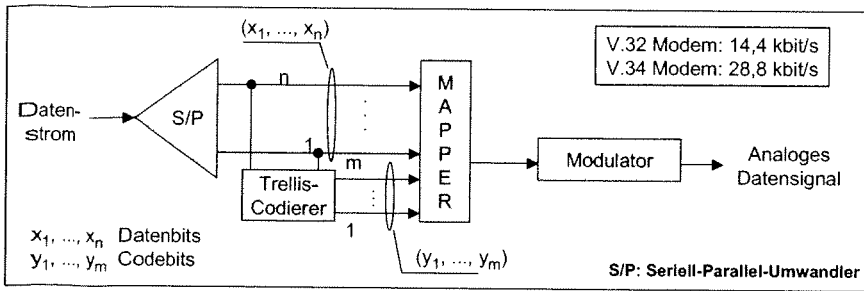 (x₁, ..., xₙ)
V.32 Modem: 14,4 kbit/s
V.34 Modem: 28,8 kbit/s
n
MAPPER
Daten-
strom
S/P
1
m
Modulator
Analoges
Datensignal
Trellis-
Codierer
1
x₁, ..., xₙ Datenbits
y₁, ..., yₘ Codebits
(y₁, ..., yₘ)
S/P: Seriell-Parallel-Umwandler